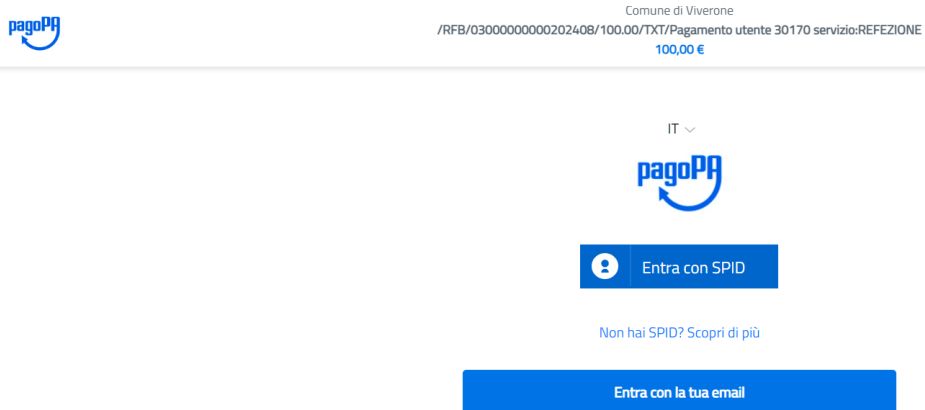 pagoPA
Comune di Viverone
/RFB/03000000000202408/100.00/TXT/Pagamento utente 30170 servizio:REFEZIONE
100,00 €
IT
pagoPA
Entra con SPID
Non hai SPID? Scopri di più
Entra con la tua email